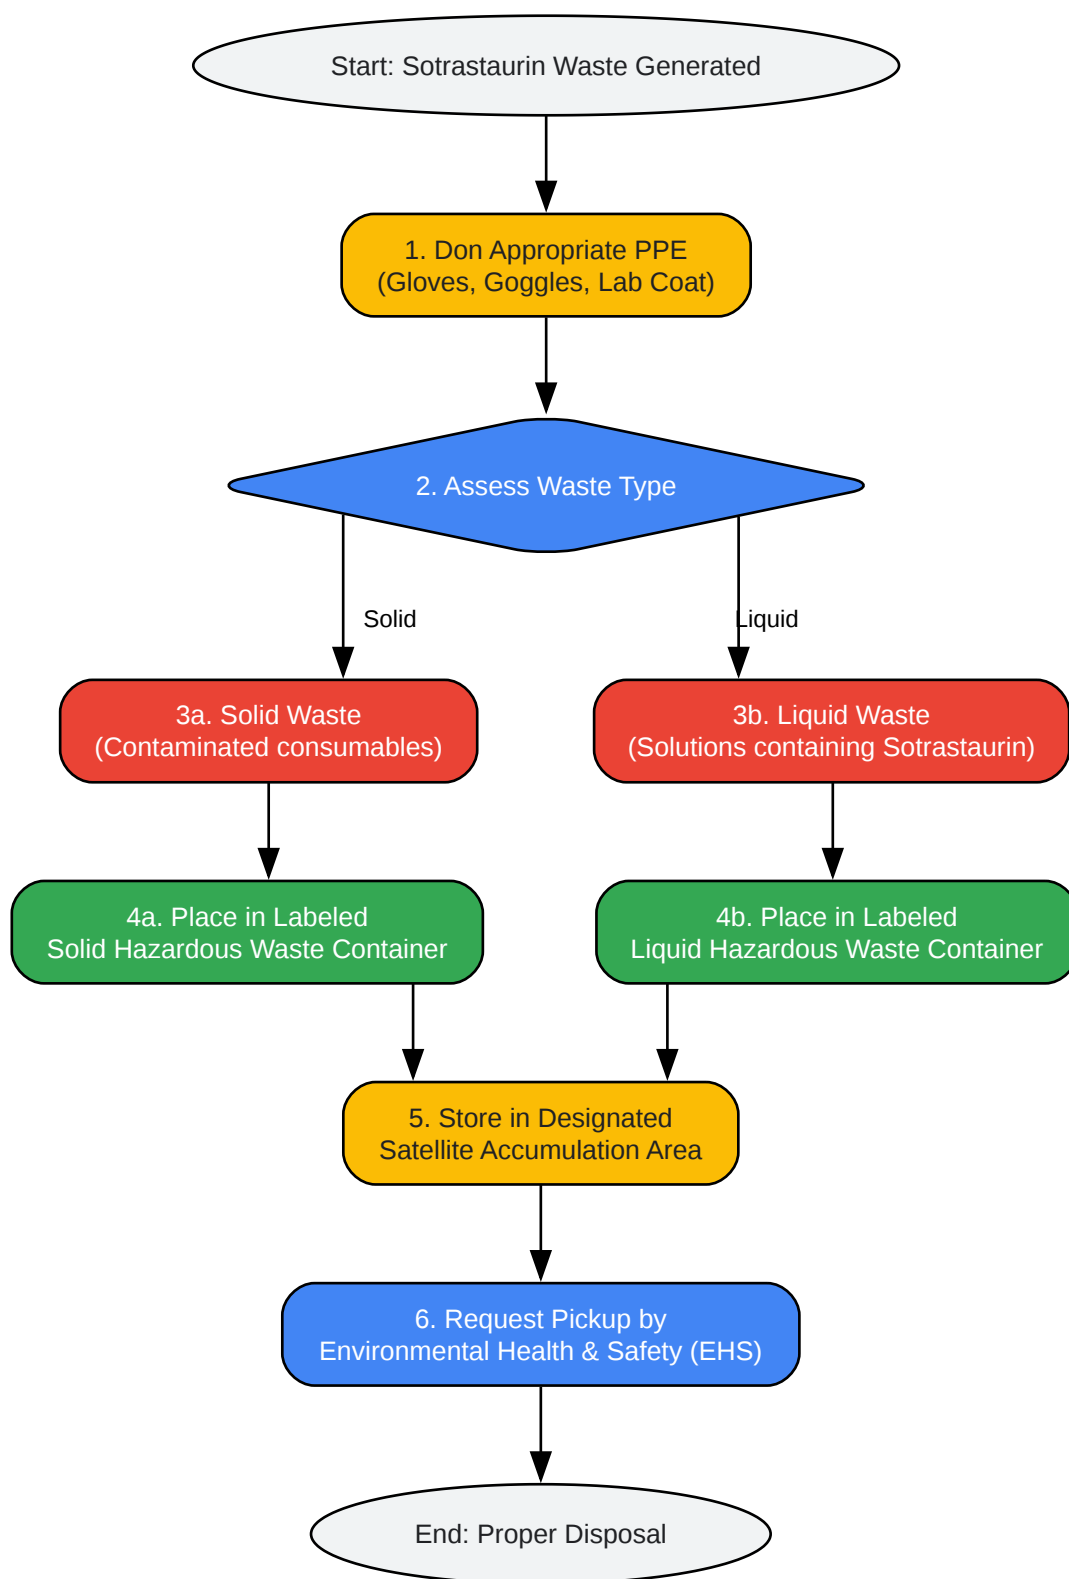 Start: Sotrastaurin Waste Generated
1. Don Appropriate PPE
(Gloves, Goggles, Lab Coat)
2. Assess Waste Type
Solid
Liquid
3a. Solid Waste
(Contaminated consumables)
3b. Liquid Waste
(Solutions containing Sotrastaurin)
4a. Place in Labeled
Solid Hazardous Waste Container
4b. Place in Labeled
Liquid Hazardous Waste Container
5. Store in Designated
Satellite Accumulation Area
6. Request Pickup by
Environmental Health & Safety (EHS)
End: Proper Disposal